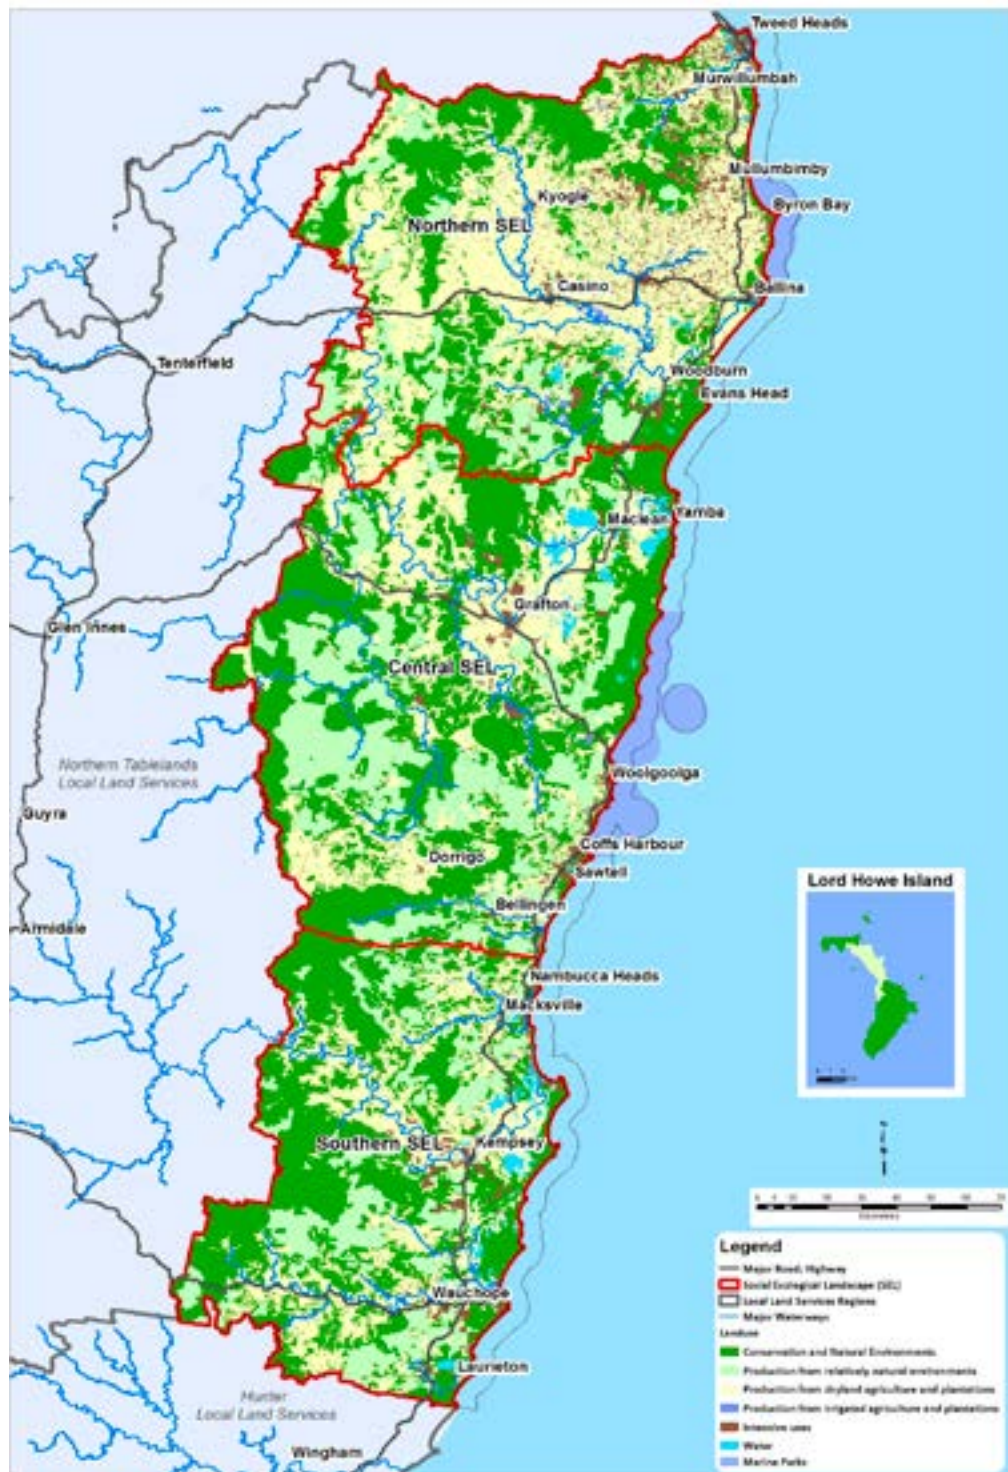 Tweed Heads
Murwillumbah
Mullumbimby
Byron Bay
Kyogle
Northern SEL
Casino
Ballina
Tenterfield
Woodburn
Evans Head
Maclean
Yamba
Glen Innes
Grafton
Central SEL
Northern Tablelands
Local Land Services
Woolgoolga
Guyra
Coffs Harbour
Dorrigo
Sawtell
Lord Howe Island
Bellingen
Armidale
Nambucca Heads
Macksville
Southern SEL
Kempsey
Wauchope
Laurieton
Hunter
Local Land Services
Wingham
Kilometres
Legend
Major Road, Highway
Social Ecological Landscape (SEL)
Local Land Services Regions
Major Waterways
Landuse
Conservation and Natural Environments
Production from relatively natural environments
Production from dryland agriculture and plantations
Production from irrigated agriculture and plantations
Intensive uses
Water
Marine Parks